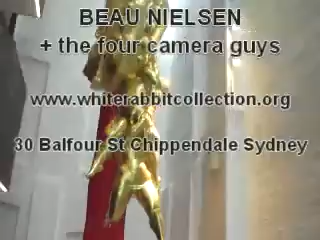 BEAU NIELSEN
+ the four camera guys
www.whiterabbitcollection.org
30 Balfour St Chippendale Sydney